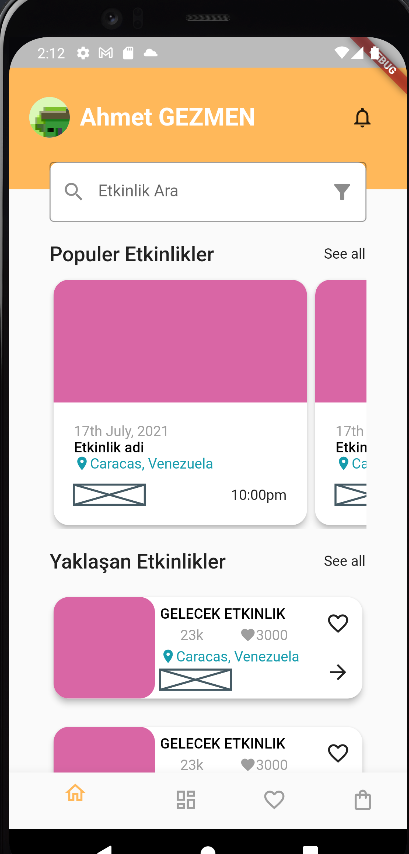 2:12
DEBUG
Ahmet GEZMEN
Etkinlik Ara
Populer Etkinlikler See all
17th July, 2021 17th
Etkinlik adi Etkin
Caracas, Venezuela Ca
10:00pm
Yaklaşan Etkinlikler See all
GELECEK ETKINLIK
23k 3000
Caracas, Venezuela
GELECEK ETKINLIK
23k 3000